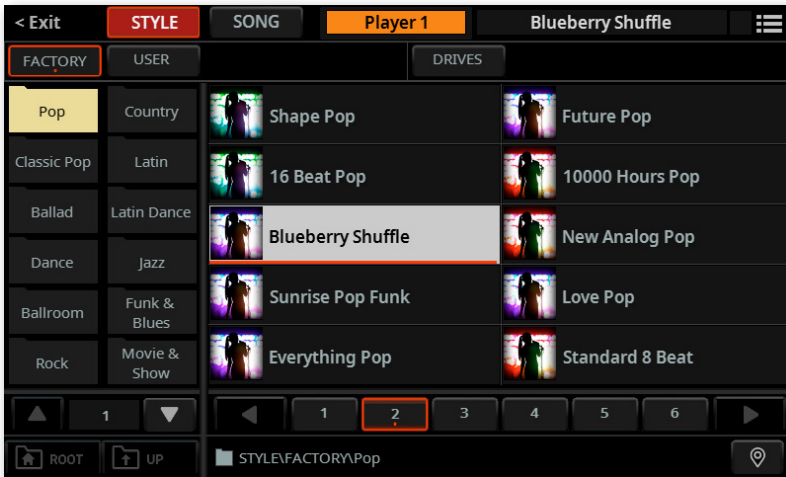 < Exit STYLE SONG Player 1 Blueberry Shuffle
FACTORY USER DRIVES
Pop Country
Classic Pop Latin
Ballad Latin Dance
Dance Jazz
Ballroom Funk & Blues
Rock Movie & Show
Shape Pop Future Pop
16 Beat Pop 10000 Hours Pop
Blueberry Shuffle New Analog Pop
Sunrise Pop Funk Love Pop
Everything Pop Standard 8 Beat
1 1 2 3 4 5 6
ROOT UP STYLE\FACTORY\Pop